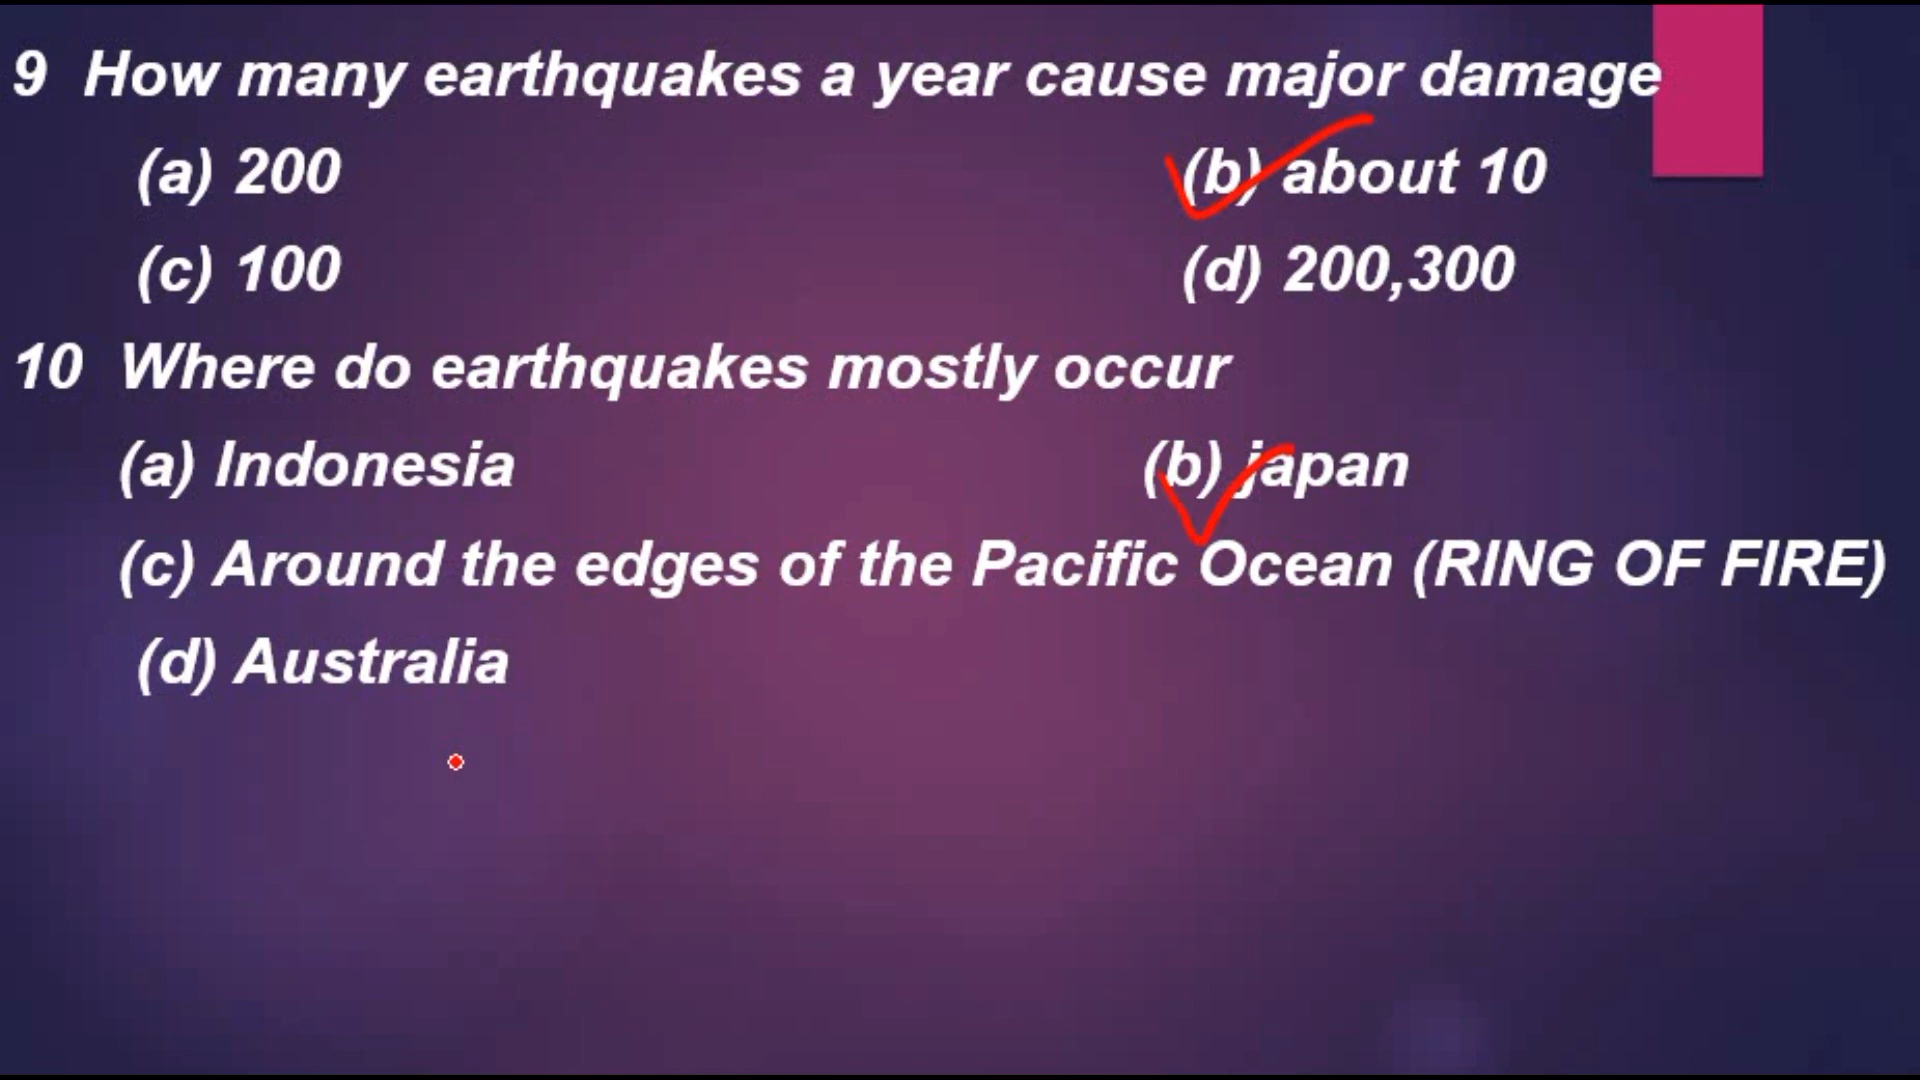 9 How many earthquakes a year cause major damage
(a) 200 (b) about 10
(c) 100 (d) 200,300
10 Where do earthquakes mostly occur
(a) Indonesia (b) japan
(c) Around the edges of the Pacific Ocean (RING OF FIRE)
(d) Australia